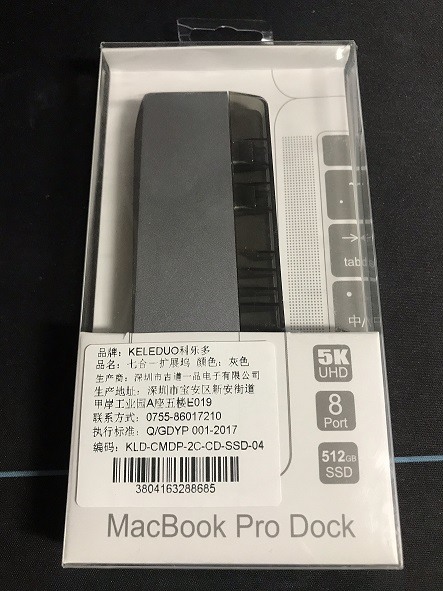 tab
中/
品牌: KELEDUO科乐多
品名: 七合一扩展坞 颜色: 灰色
生产商: 深圳市古谱一品电子有限公司
生产地址: 深圳市宝安区新安街道
甲岸工业园A座五楼E019
联系方式: 0755-86017210
执行标准: Q/GDYP 001-2017
编码: KLD-CMDP-2C-CD-SSD-04
3804163288685
5K
UHD
8
Port
512GB
SSD
MacBook Pro Dock